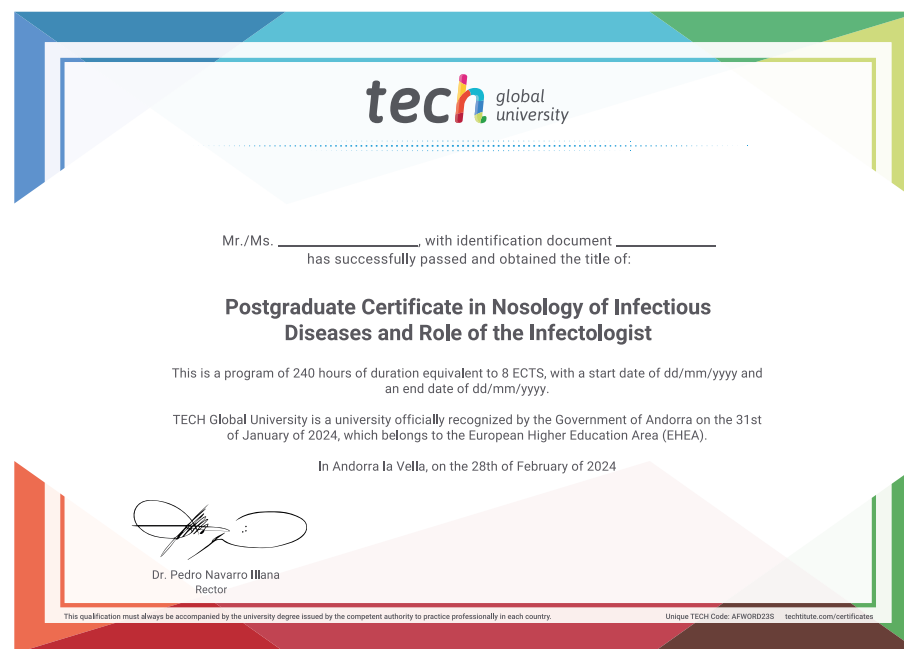 tech global
university
Mr./Ms. ____________, with identification document ____________
has successfully passed and obtained the title of:
Postgraduate Certificate in Nosology of Infectious
Diseases and Role of the Infectologist
This is a program of 240 hours of duration equivalent to 8 ECTS, with a start date of dd/mm/yyyy and
an end date of dd/mm/yyyy.
TECH Global University is a university officially recognized by the Government of Andorra on the 31st
of January of 2024, which belongs to the European Higher Education Area (EHEA).
In Andorra la Vella, on the 28th of February of 2024
Dr. Pedro Navarro Illana
Rector
This qualification must always be accompanied by the university degree issued by the competent authority to practice professionally in each country.
Unique TECH Code: AFWORD23S techtitute.com/certificates